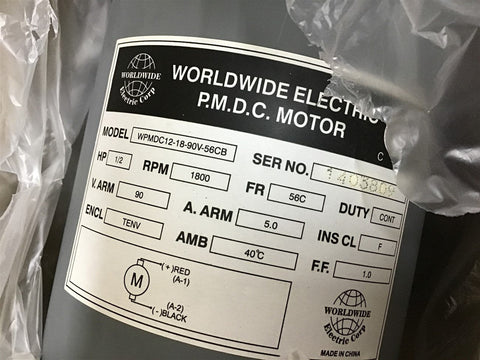 WORLDWIDE
Electric Corp
WORLDWIDE ELECTRIC
P.M.D.C. MOTOR
C
MODEL WPMDC12-18-90V-56CB SER NO. 140380
HP 1/2 RPM 1800 FR 56C DUTY CONT
V. ARM 90 A. ARM 5.0 INS CL F
ENCL TENV AMB 40°C F.F. 1.0
M
(+)RED
(A-1)
(A-2)
(-)BLACK
WORLDWIDE
Electric Corp
MADE IN CHINA